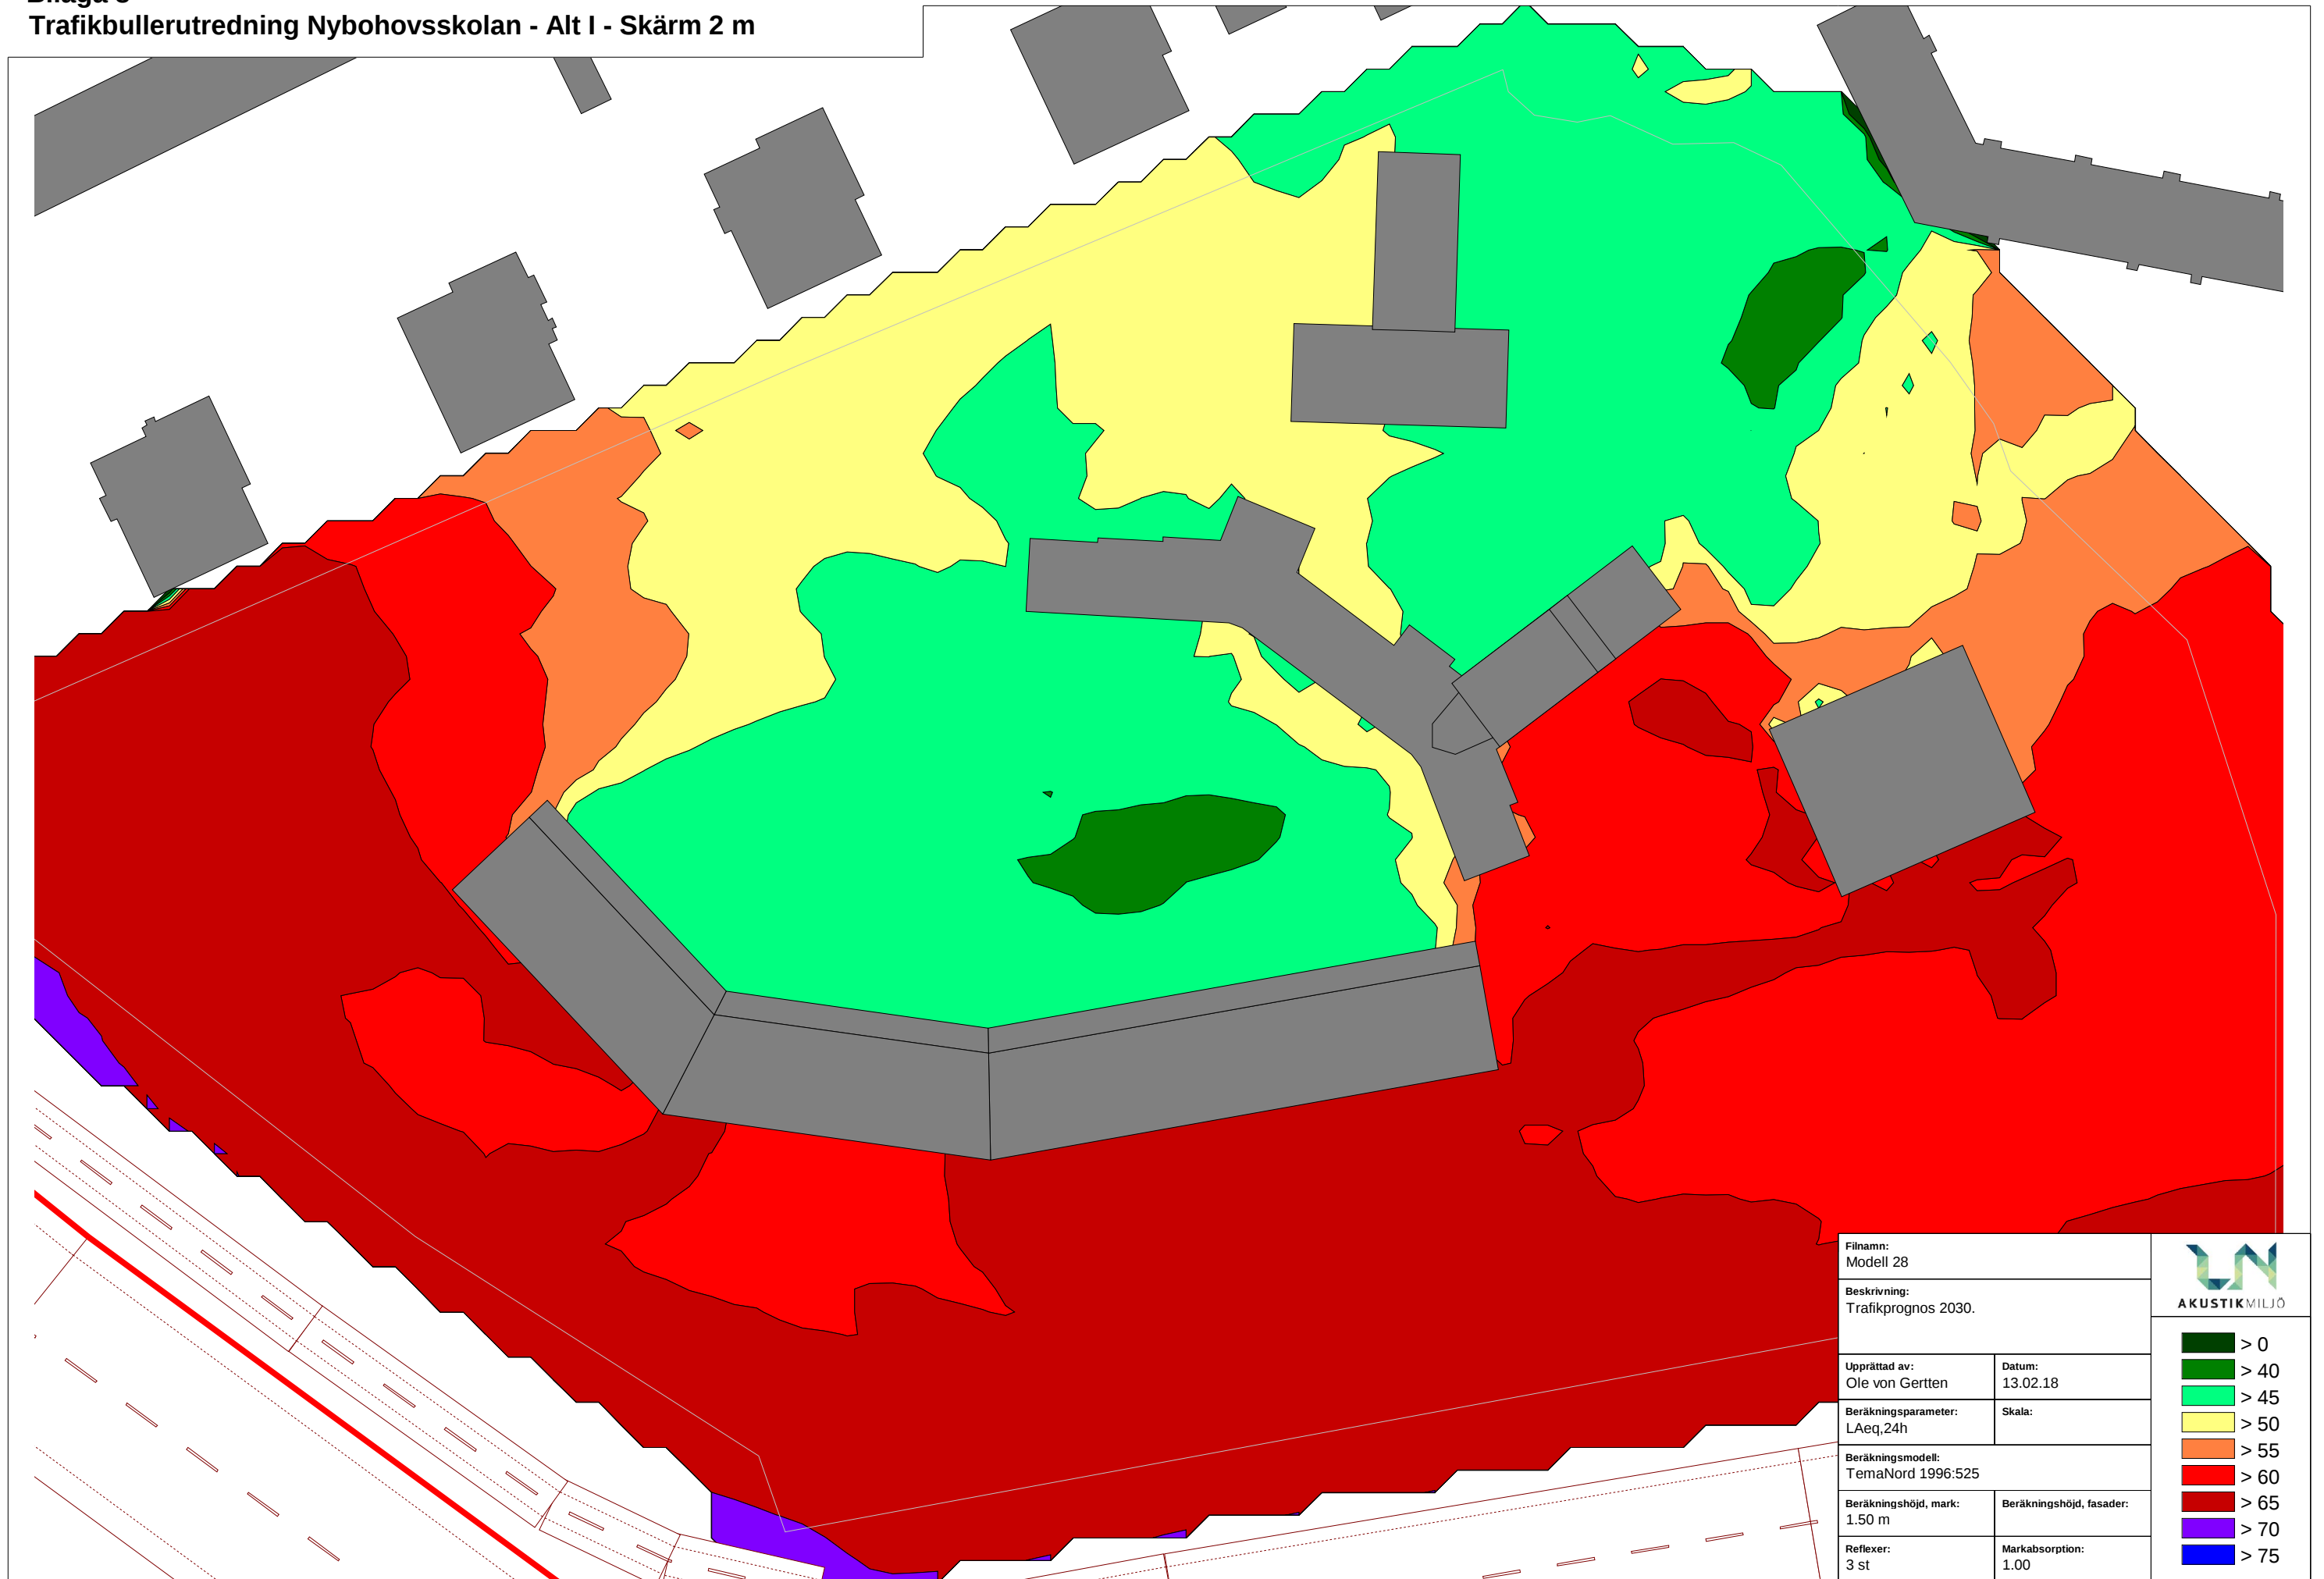 Trafikbullerutredning Nybohovsskolan - Alt I - Skärm 2 m
Filnamn:
Modell 28
Beskrivning:
Trafikprognos 2030.
Upprättad av:
Ole von Gertten
Datum:
13.02.18
Beräkningsparameter:
LAeq,24h
Skala:
Beräkningsmodell:
TemaNord 1996:525
Beräkningshöjd, mark:
1.50 m
Beräkningshöjd, fasader:
Reflexer:
3 st
Markabsorption:
1.00
AKUSTIKMILJÖ
> 0
> 40
> 45
> 50
> 55
> 60
> 65
> 70
> 75